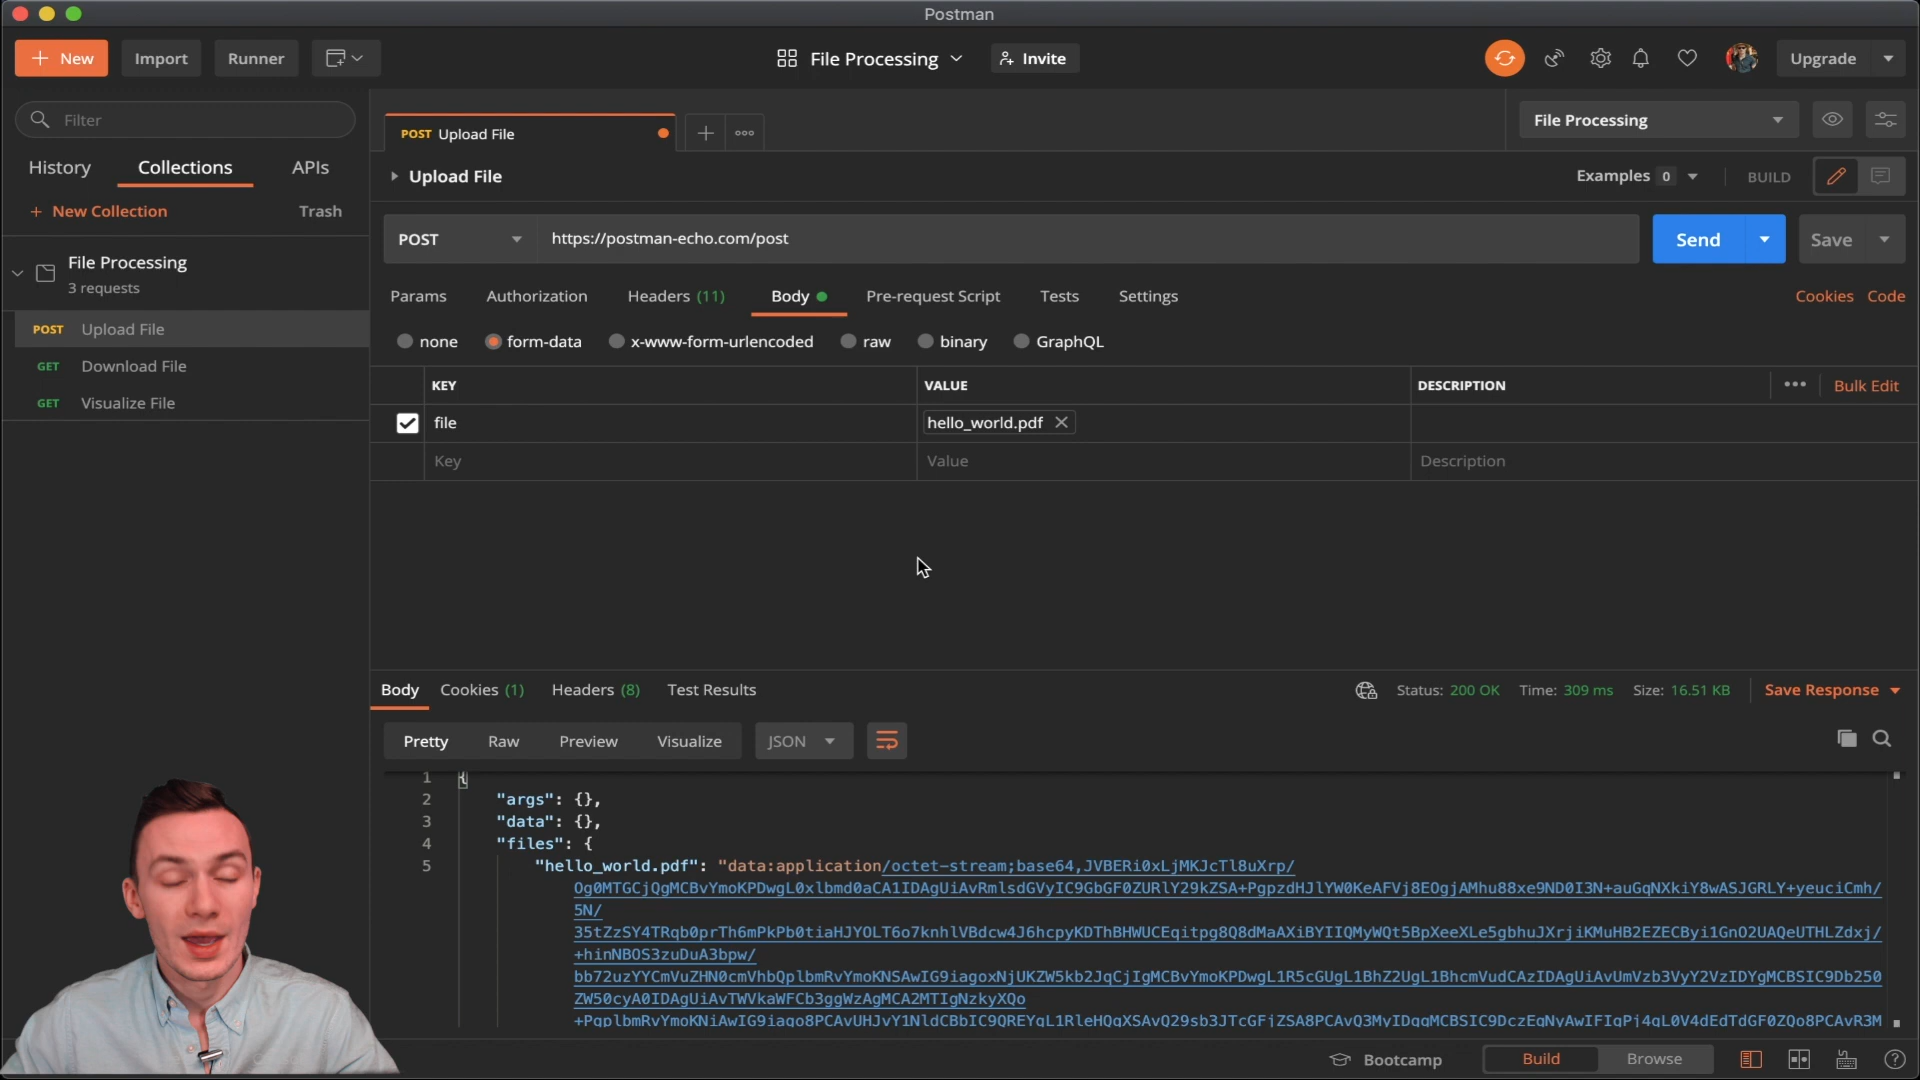 Postman
New
Import
Runner
File Processing
Invite
Upgrade
Filter
History
Collections
APIs
+ New Collection
Trash
File Processing
3 requests
POST Upload File
GET Download File
GET Visualize File
POST Upload File
File Processing
Upload File
Examples 0
BUILD
POST
https://postman-echo.com/post
Send
Save
Params
Authorization
Headers (11)
Body
Pre-request Script
Tests
Settings
Cookies
Code
none
form-data
x-www-form-urlencoded
raw
binary
GraphQL
KEY
VALUE
DESCRIPTION
Bulk Edit
file
hello_world.pdf
Key
Value
Description
Body
Cookies (1)
Headers (8)
Test Results
Status: 200 OK
Time: 309 ms
Size: 16.51 KB
Save Response
Pretty
Raw
Preview
Visualize
JSON
1 {
2 "args": {},
3 "data": {},
4 "files": {
5 "hello_world.pdf": "data:application/octet-stream;base64,JVBERi0xLjMKJcTl8uXrp/
5N/
+hinNBOS3zuDuA3bpw/
Bootcamp
Build
Browse